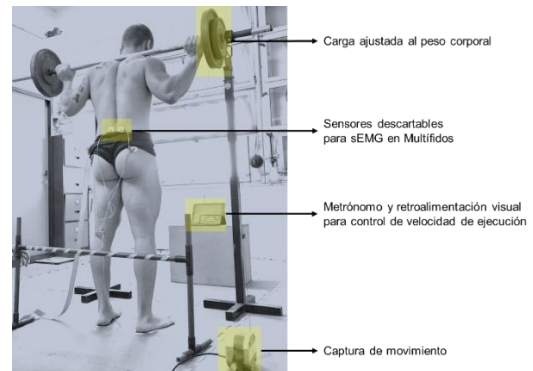 Carga ajustada al peso corporal
Sensores descartables
para sEMG en Multífidos
Metrónomo y retroalimentación visual
para control de velocidad de ejecución
Captura de movimiento